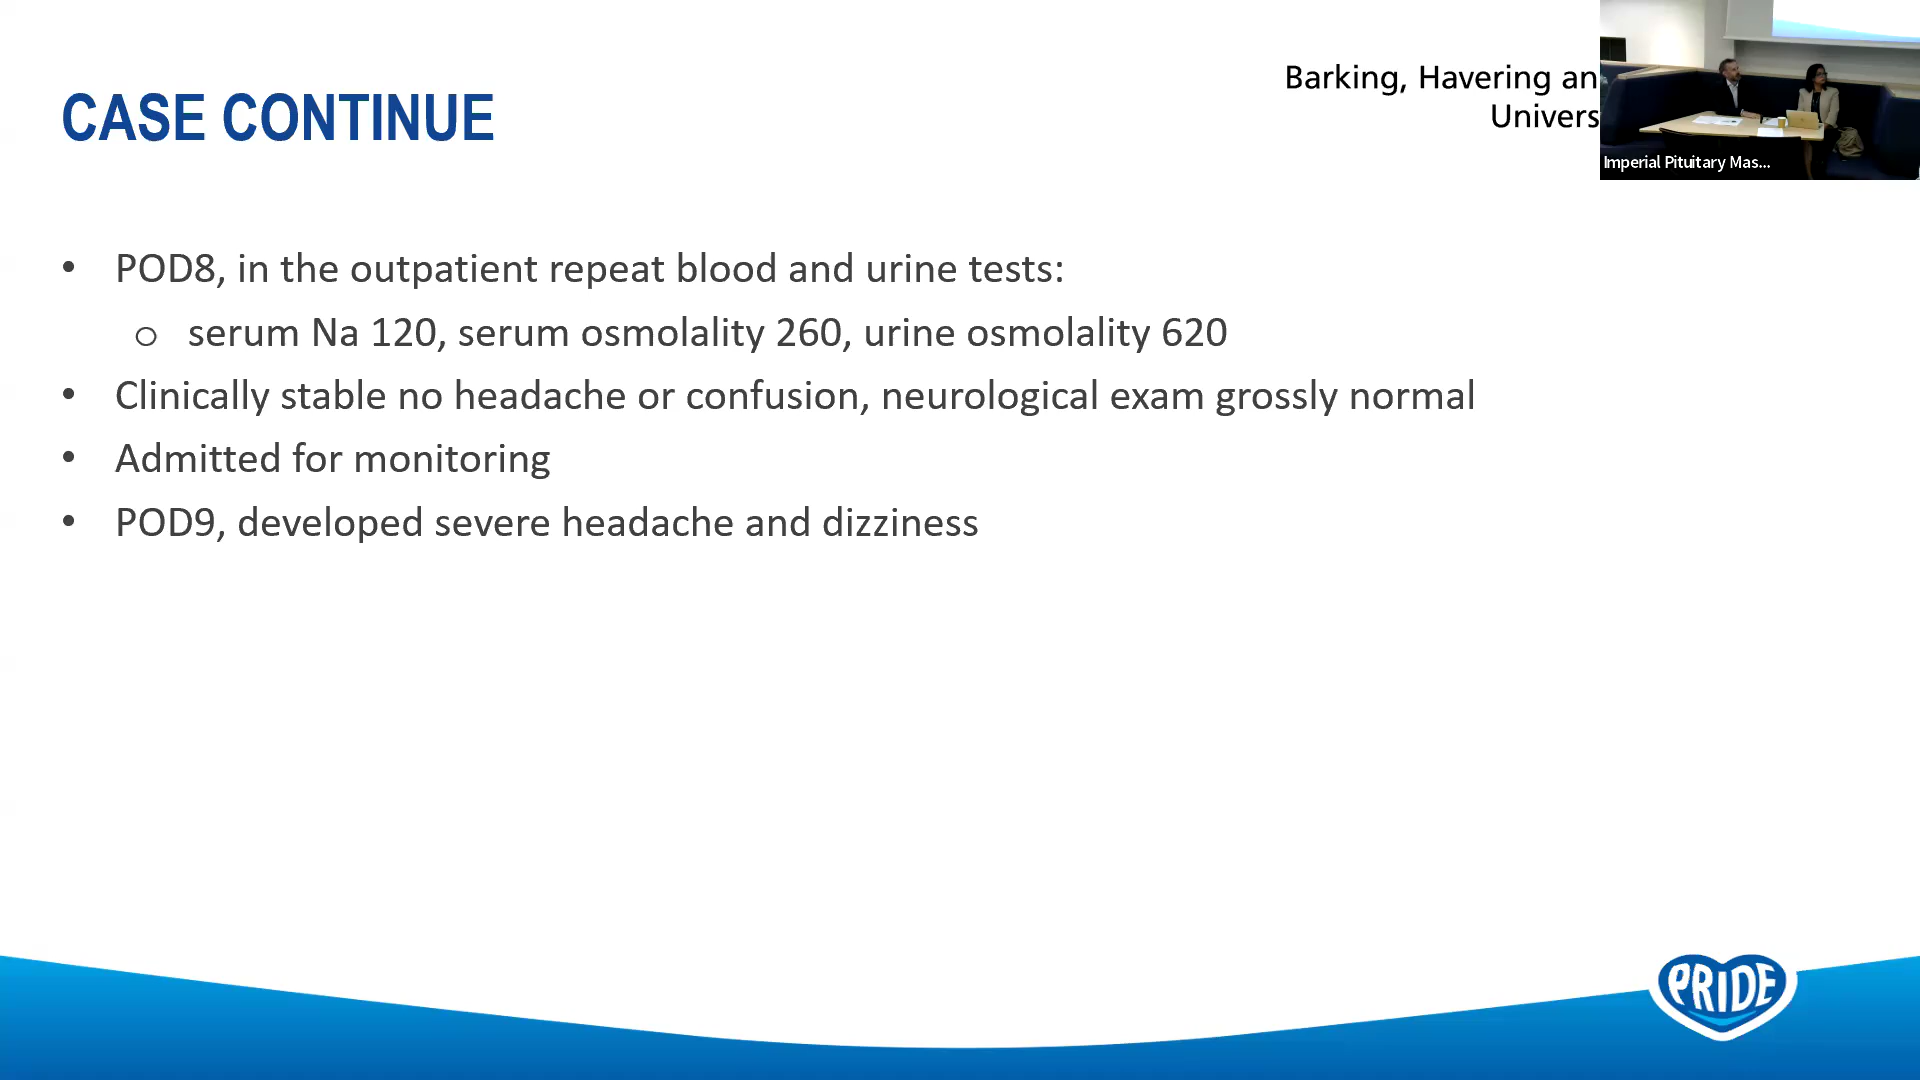 Barking, Havering an
Univers
CASE CONTINUE
Imperial Pituitary Mas...
• POD8, in the outpatient repeat blood and urine tests:
o serum Na 120, serum osmolality 260, urine osmolality 620
• Clinically stable no headache or confusion, neurological exam grossly normal
• Admitted for monitoring
• POD9, developed severe headache and dizziness
PRIDE